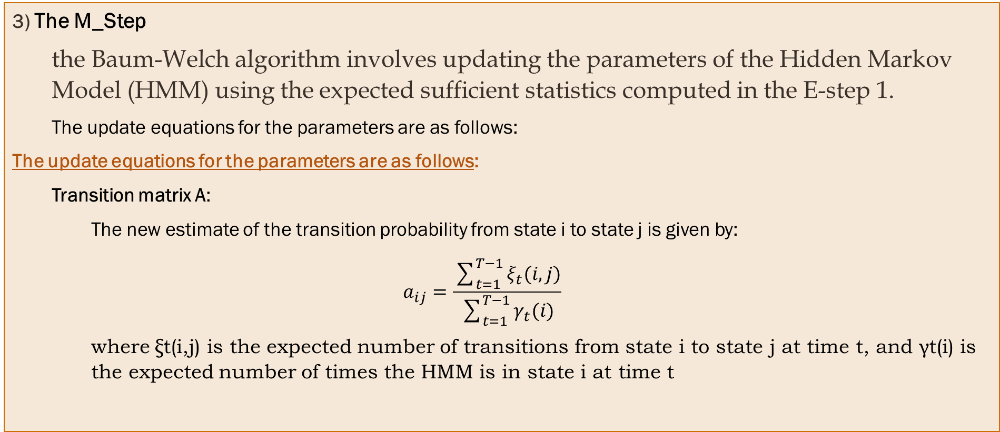 3) The M_Step
the Baum-Welch algorithm involves updating the parameters of the Hidden Markov
Model (HMM) using the expected sufficient statistics computed in the E-step 1.
The update equations for the parameters are as follows:
The update equations for the parameters are as follows:
Transition matrix A:
The new estimate of the transition probability from state i to state j is given by:
a_{ij} = \frac{\sum_{t=1}^{T-1} ξ_t(i,j)}{\sum_{t=1}^{T-1} γ_t(i)}
where ξt(i,j) is the expected number of transitions from state i to state j at time t, and γt(i) is
the expected number of times the HMM is in state i at time t